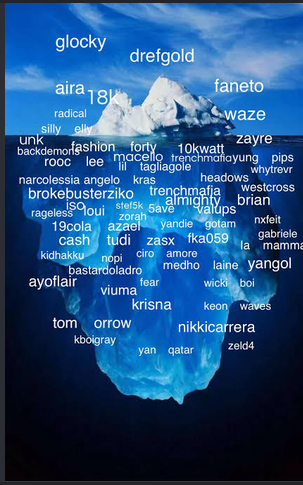 glocky
drefgold
aira
18k
faneto
radical
waze
silly elly
unk
zayre
fashion forty 10kwatt
backdemons
macello trenchmafia yung pips
rooc lee
lil tagliagole
whytrevr
narcolessia angelo kras headows
brokebusterziko trenchmafia westcross
almighty brian
ISO stef5k 5ave valups
rageless loui
zorah
nxfeit
19cola azael yandie gotam
gabriele
cash tudi zasx fka059
la mamma
kidhakku nopi ciro amore
medho laine yangol
bastardoladro
ayoflair fear wicki boi
viuma
krisna keon waves
tom orrow
nikkicarrera
kboigray
yan qatar zeld4